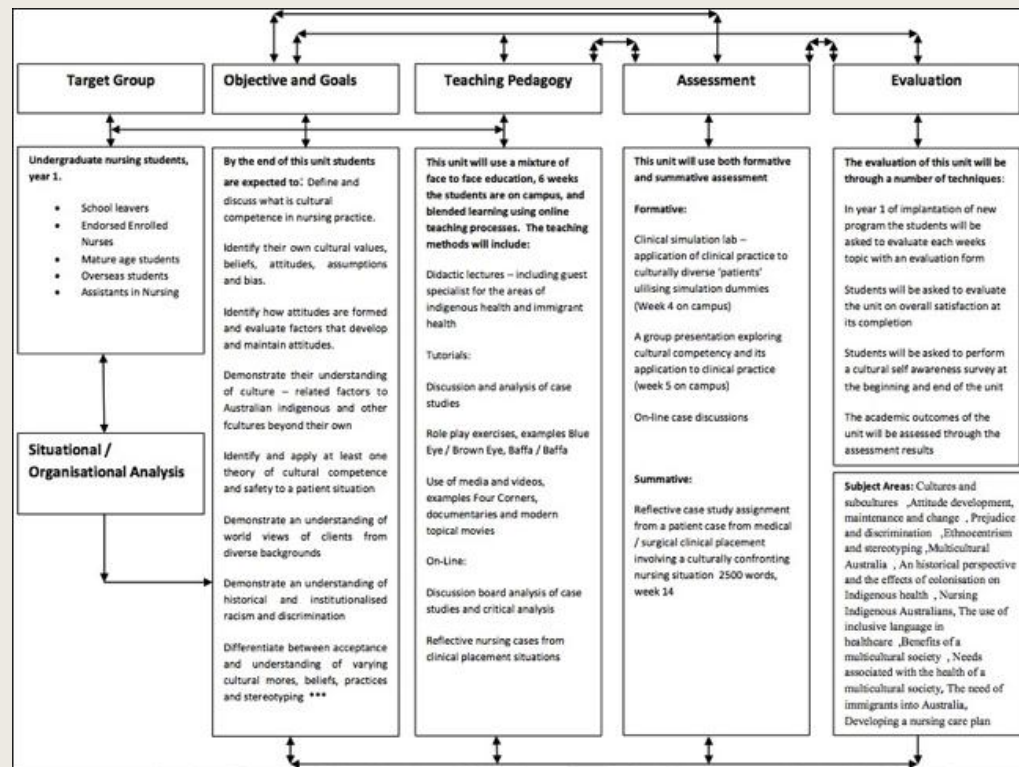 Target Group
Undergraduate nursing students,
year 1.
• School leavers
• Endorsed Enrolled
Nurses
• Mature age students
• Overseas students
• Assistants in Nursing
Situational /
Organisational Analysis
Objective and Goals
By the end of this unit students
are expected to: Define and
discuss what is cultural
competence in nursing practice.
Identify their own cultural values,
beliefs, attitudes, assumptions
and bias.
Identify how attitudes are formed
and evaluate factors that develop
and maintain attitudes.
Demonstrate their understanding
of culture – related factors to
Australian indigenous and other
fcultures beyond their own
Identify and apply at least one
theory of cultural competence
and safety to a patient situation
Demonstrate an understanding of
world views of clients from
diverse backgrounds
Demonstrate an understanding of
historical and institutionalised
racism and discrimination
Differentiate between acceptance
and understanding of varying
cultural mores, beliefs, practices
and stereotyping ***
Teaching Pedagogy
This unit will use a mixture of
face to face education, 6 weeks
the students are on campus, and
blended learning using online
teaching processes. The teaching
methods will include:
Didactic lectures – including guest
specialist for the areas of
indigenous health and immigrant
health
Tutorials:
Discussion and analysis of case
studies
Role play exercises, examples Blue
Eye / Brown Eye, Baffa / Baffa
Use of media and videos,
examples Four Corners,
documentaries and modern
topical movies
On-Line:
Discussion board analysis of case
studies and critical analysis
Reflective nursing cases from
clinical placement situations
Assessment
This unit will use both formative
and summative assessment
Formative:
Clinical simulation lab –
application of clinical practice to
culturally diverse 'patients'
ulilising simulation dummies
(Week 4 on campus)
A group presentation exploring
cultural competency and its
application to clinical practice
(week 5 on campus)
On-line case discussions
Summative:
Reflective case study assignment
from a patient case from medical
/ surgical clinical placement
involving a culturally confronting
nursing situation 2500 words,
week 14
Evaluation
The evaluation of this unit will be
through a number of techniques:
In year 1 of implantation of new
program the students will be
asked to evaluate each weeks
topic with an evaluation form
Students will be asked to evaluate
the unit on overall satisfaction at
its completion
Students will be asked to perform
a cultural self awareness survey at
the beginning and end of the unit
The academic outcomes of the
unit will be assessed through the
assessment results
Subject Areas: Cultures and
subcultures ,Attitude development,
maintenance and change , Prejudice
and discrimination ,Ethnocentrism
and stereotyping ,Multicultural
Australia , An historical perspective
and the effects of colonisation on
Indigenous health , Nursing
Indigenous Australians, The use of
inclusive language in
healthcare ,Benefits of a
multicultural society , Needs
associated with the health of a
multicultural society, The need of
immigrants into Australia,
Developing a nursing care plan